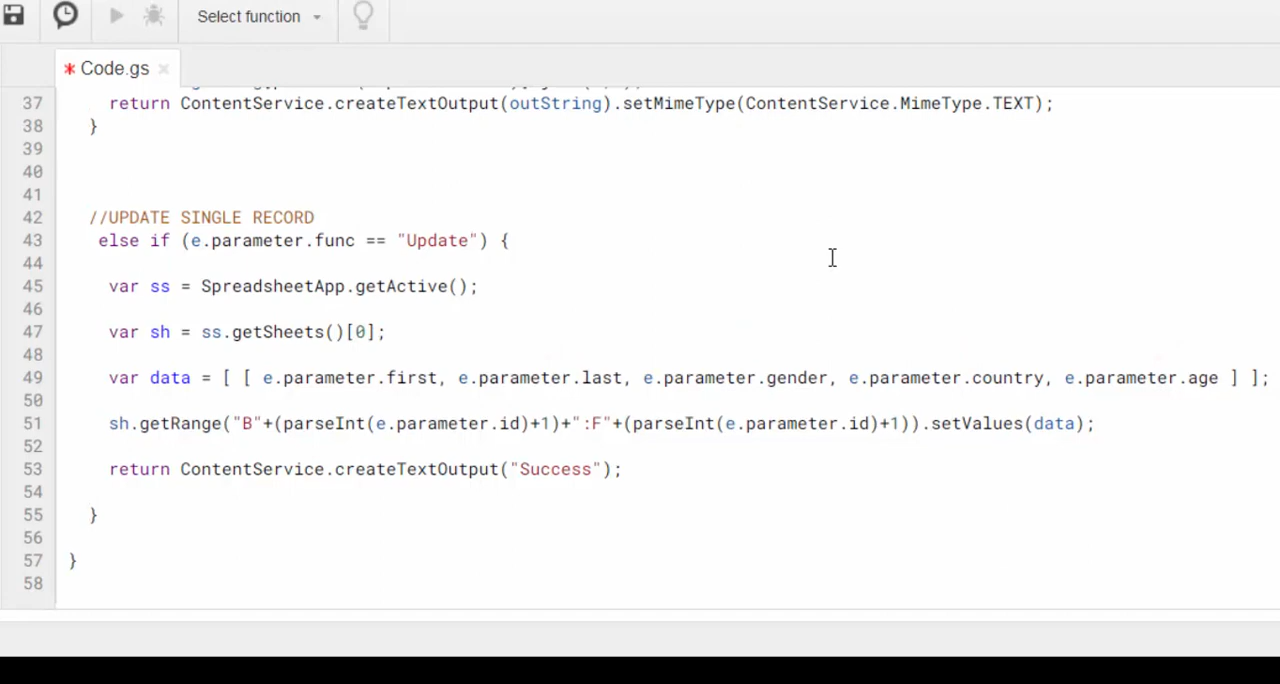 Select function
* Code.gs ×
37 return ContentService.createTextOutput(outString).setMimeType(ContentService.MimeType.TEXT);
38 }
39
40
41
42 //UPDATE SINGLE RECORD
43 else if (e.parameter.func == "Update") {
44
45 var ss = SpreadsheetApp.getActive();
46
47 var sh = ss.getSheets()[0];
48
49 var data = [ [ e.parameter.first, e.parameter.last, e.parameter.gender, e.parameter.country, e.parameter.age ] ];
50
51 sh.getRange("B"+(parseInt(e.parameter.id)+1)+":F"+(parseInt(e.parameter.id)+1)).setValues(data);
52
53 return ContentService.createTextOutput("Success");
54
55 }
56
57 }
58